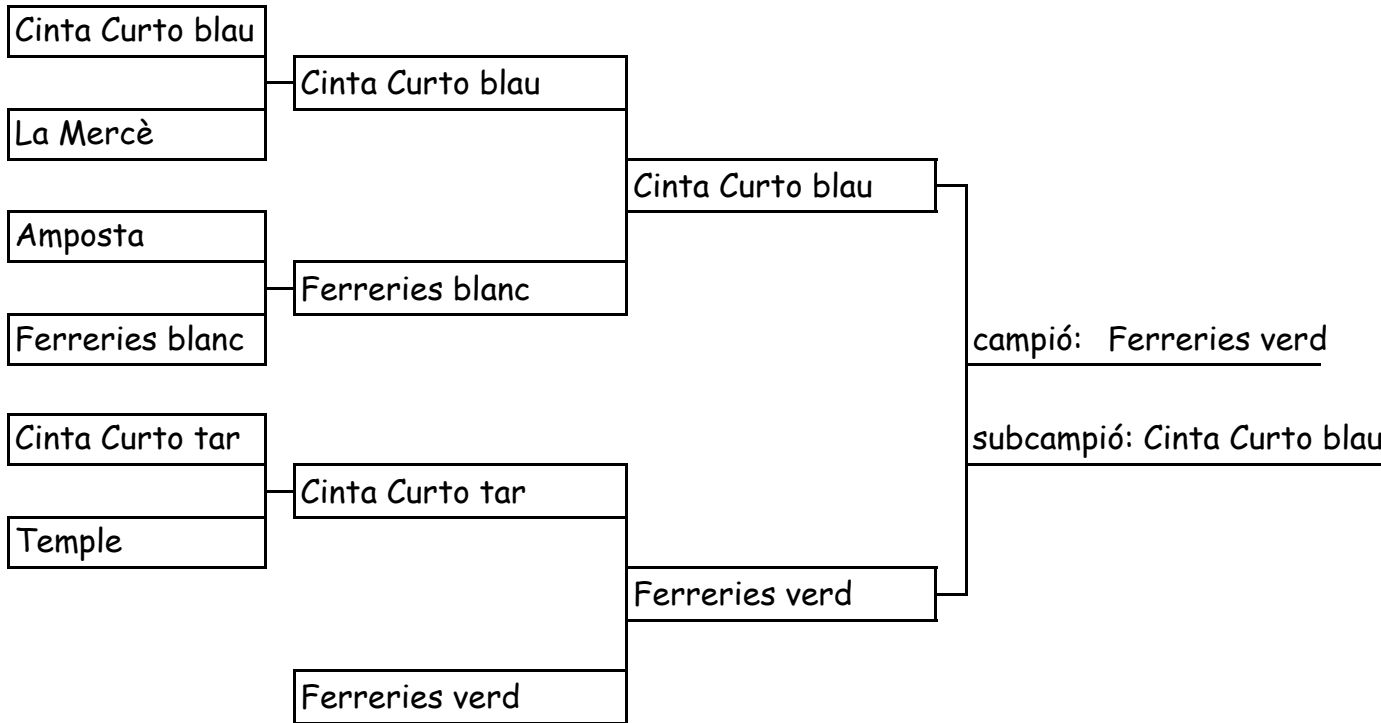 Cinta Curto blau
Cinta Curto blau
La Mercè
Cinta Curto blau
Amposta
Ferreries blanc
Ferreries blanc
campió: Ferreries verd
Cinta Curto tar
subcampió: Cinta Curto blau
Cinta Curto tar
Temple
Ferreries verd
Ferreries verd